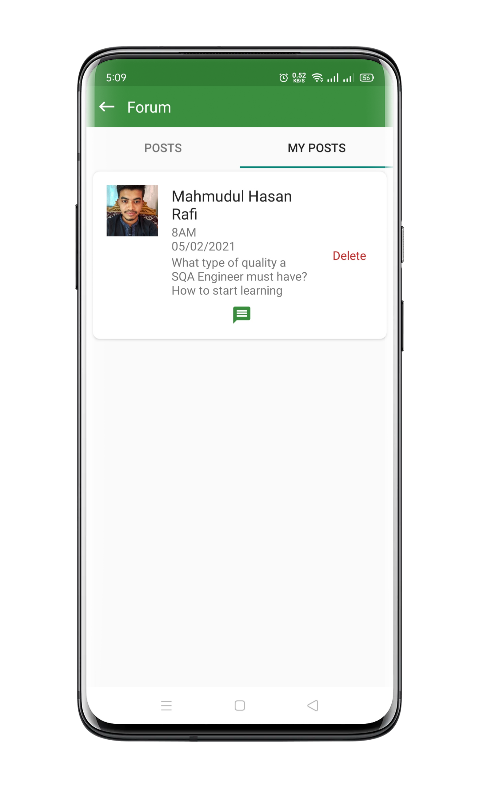 5:09
0.52
KB/S
56
Forum
POSTS
MY POSTS
Mahmudul Hasan
Rafi
8AM
05/02/2021
What type of quality a
SQA Engineer must have?
How to start learning
Delete